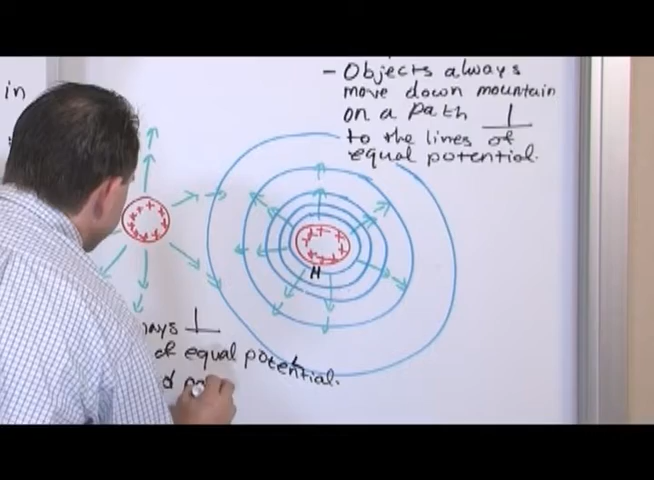 in
- Objects always
move down mountain
on a path ⊥
to the lines of
equal potential.
H
ays ⊥
of equal potential.